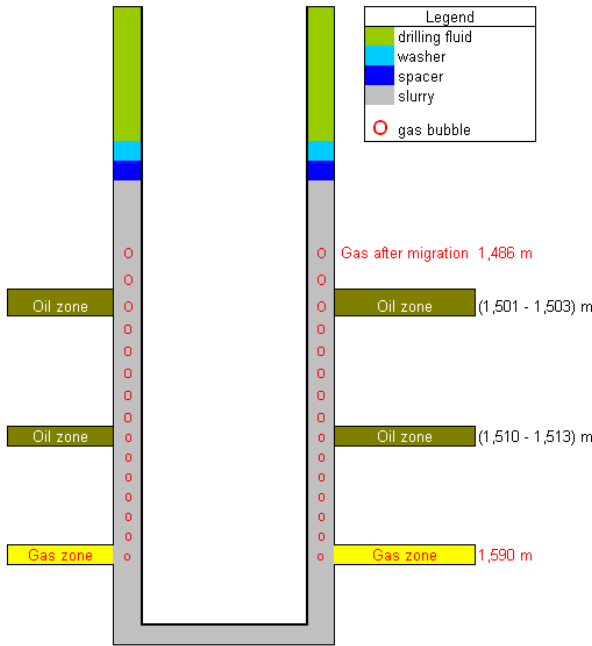 Legend
drilling fluid
washer
spacer
slurry
gas bubble
Gas after migration 1,486 m
Oil zone Oil zone (1,501 - 1,503) m
Oil zone Oil zone (1,510 - 1,513) m
Gas zone Gas zone 1,590 m